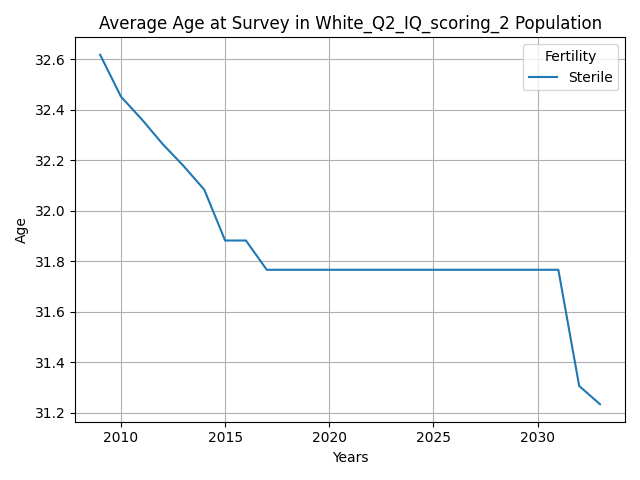 Average Age at Survey in White_Q2_IQ_scoring_2 Population
Fertility
Sterile
32.6
32.4
32.2
32.0
31.8
31.6
31.4
31.2
Age
2010 2015 2020 2025 2030
Years